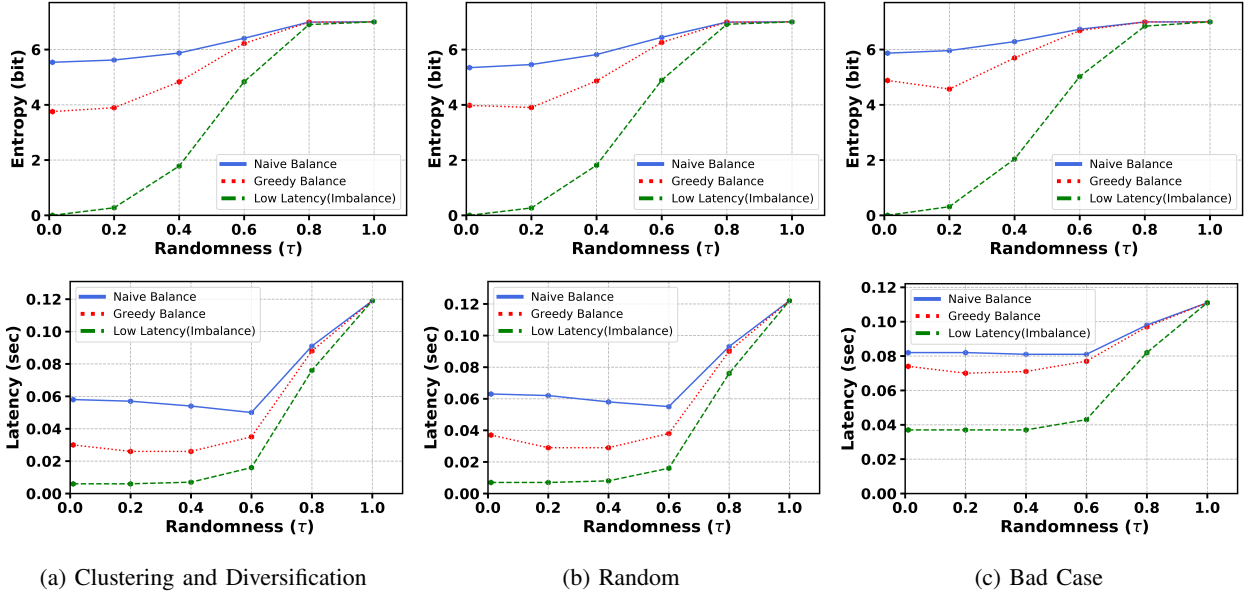 Entropy (bit)
6
4
2
0
0.0 0.2 0.4 0.6 0.8 1.0
Randomness (τ)
Naive Balance
Greedy Balance
Low Latency(Imbalance)
Entropy (bit)
6
4
2
0
0.0 0.2 0.4 0.6 0.8 1.0
Randomness (τ)
Naive Balance
Greedy Balance
Low Latency(Imbalance)
Entropy (bit)
6
4
2
0
0.0 0.2 0.4 0.6 0.8 1.0
Randomness (τ)
Naive Balance
Greedy Balance
Low Latency(Imbalance)
Latency (sec)
0.12
0.10
0.08
0.06
0.04
0.02
0.00
0.0 0.2 0.4 0.6 0.8 1.0
Randomness (τ)
Naive Balance
Greedy Balance
Low Latency(Imbalance)
Latency (sec)
0.12
0.10
0.08
0.06
0.04
0.02
0.00
0.0 0.2 0.4 0.6 0.8 1.0
Randomness (τ)
Naive Balance
Greedy Balance
Low Latency(Imbalance)
Latency (sec)
0.12
0.10
0.08
0.06
0.04
0.02
0.00
0.0 0.2 0.4 0.6 0.8 1.0
Randomness (τ)
Naive Balance
Greedy Balance
Low Latency(Imbalance)
(a) Clustering and Diversification
(b) Random
(c) Bad Case